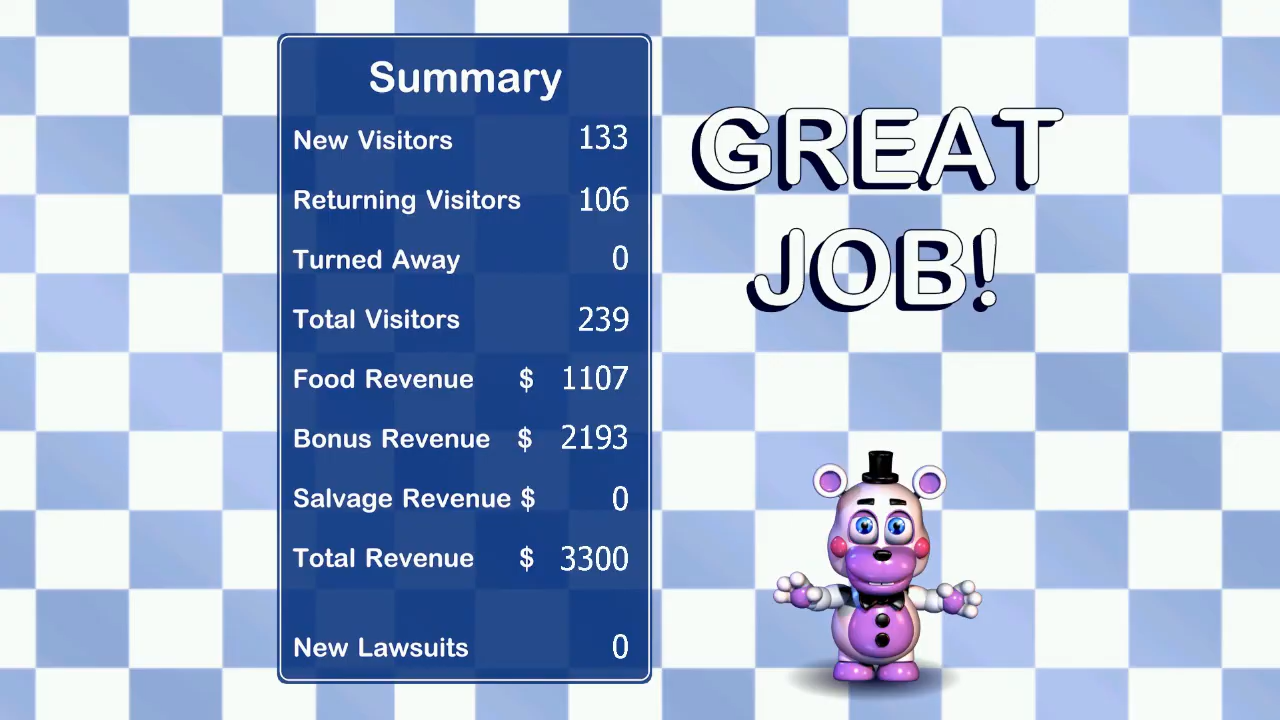 Summary
New Visitors 133
Returning Visitors 106
Turned Away 0
Total Visitors 239
Food Revenue $ 1107
Bonus Revenue $ 2193
Salvage Revenue $ 0
Total Revenue $ 3300
New Lawsuits 0
GREAT
JOB!